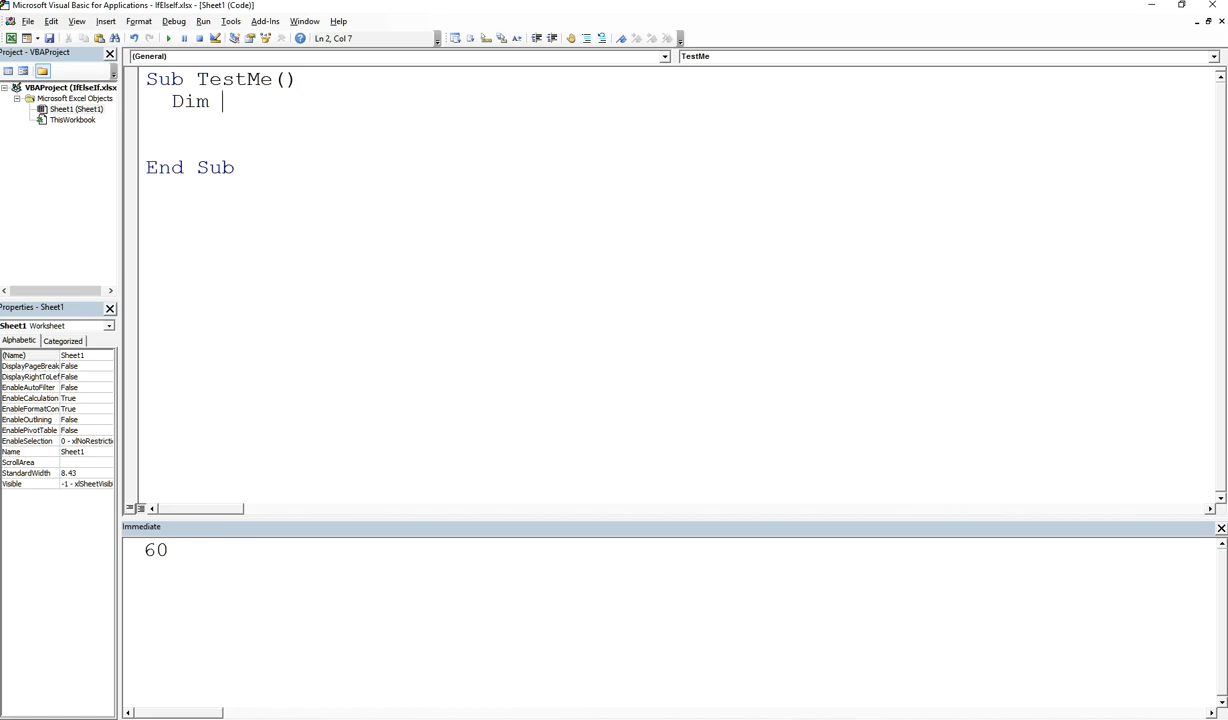 Microsoft Visual Basic for Applications - IfElseIf.xlsx - [Sheet1 (Code)]
File Edit View Insert Format Debug Run Tools Add-Ins Window Help
Ln 2, Col 7
Project - VBAProject
(General) TestMe
VBAProject (IfElseIf.xlsx
Microsoft Excel Objects
Sheet1 (Sheet1)
ThisWorkbook
Sub TestMe()
Dim
End Sub
Properties - Sheet1
Sheet1 Worksheet
Alphabetic Categorized
(Name) Sheet1
DisplayPageBreak False
DisplayRightToLef False
EnableAutoFilter False
EnableCalculation True
EnableFormatCon True
EnableOutlining False
EnablePivotTable False
EnableSelection 0 - xlNoRestricti
Name Sheet1
ScrollArea
StandardWidth 8.43
Visible -1 - xlSheetVisib
Immediate
60